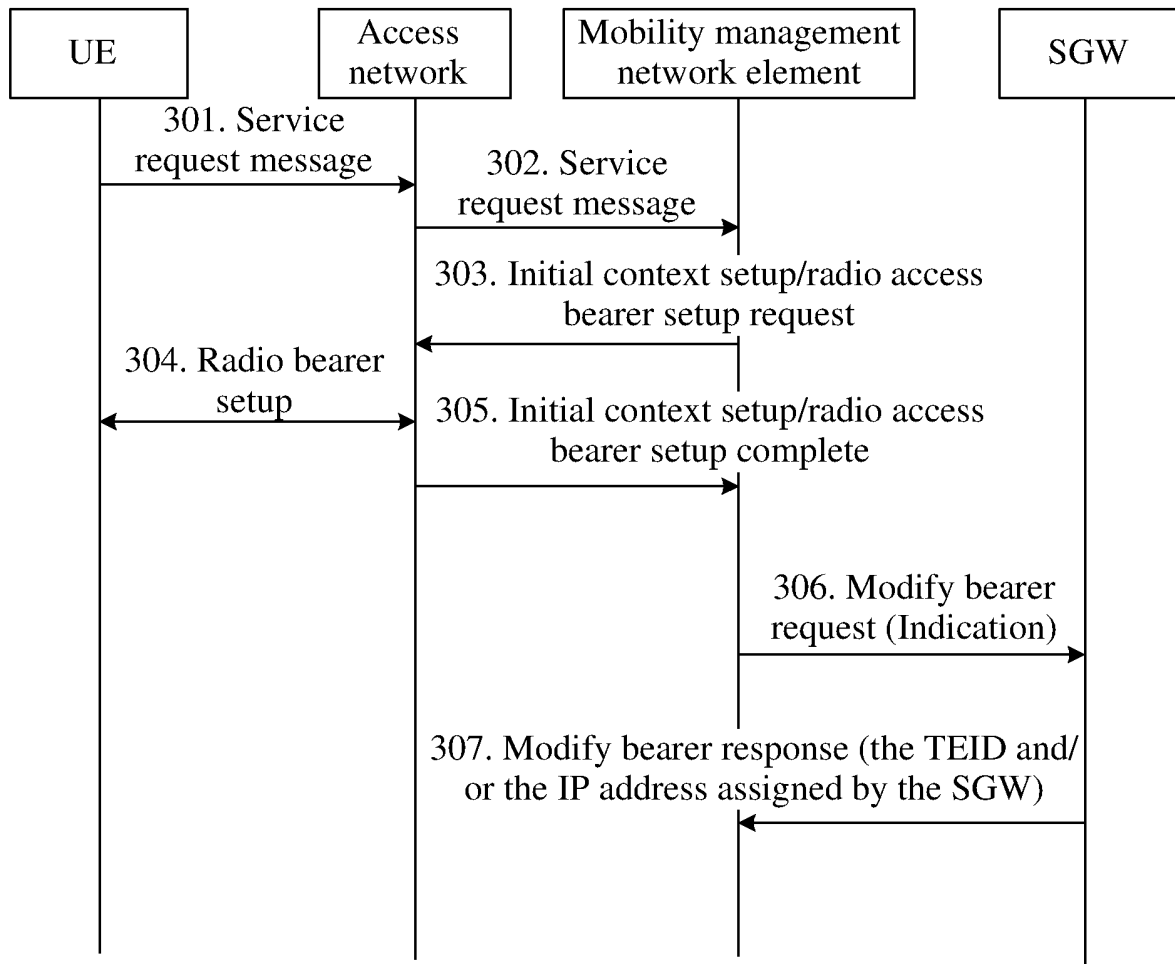 UE
Access
network
Mobility management
network element
SGW
301. Service
request message
302. Service
request message
303. Initial context setup/radio access
bearer setup request
304. Radio bearer
setup
305. Initial context setup/radio access
bearer setup complete
306. Modify bearer
request (Indication)
307. Modify bearer response (the TEID and/
or the IP address assigned by the SGW)